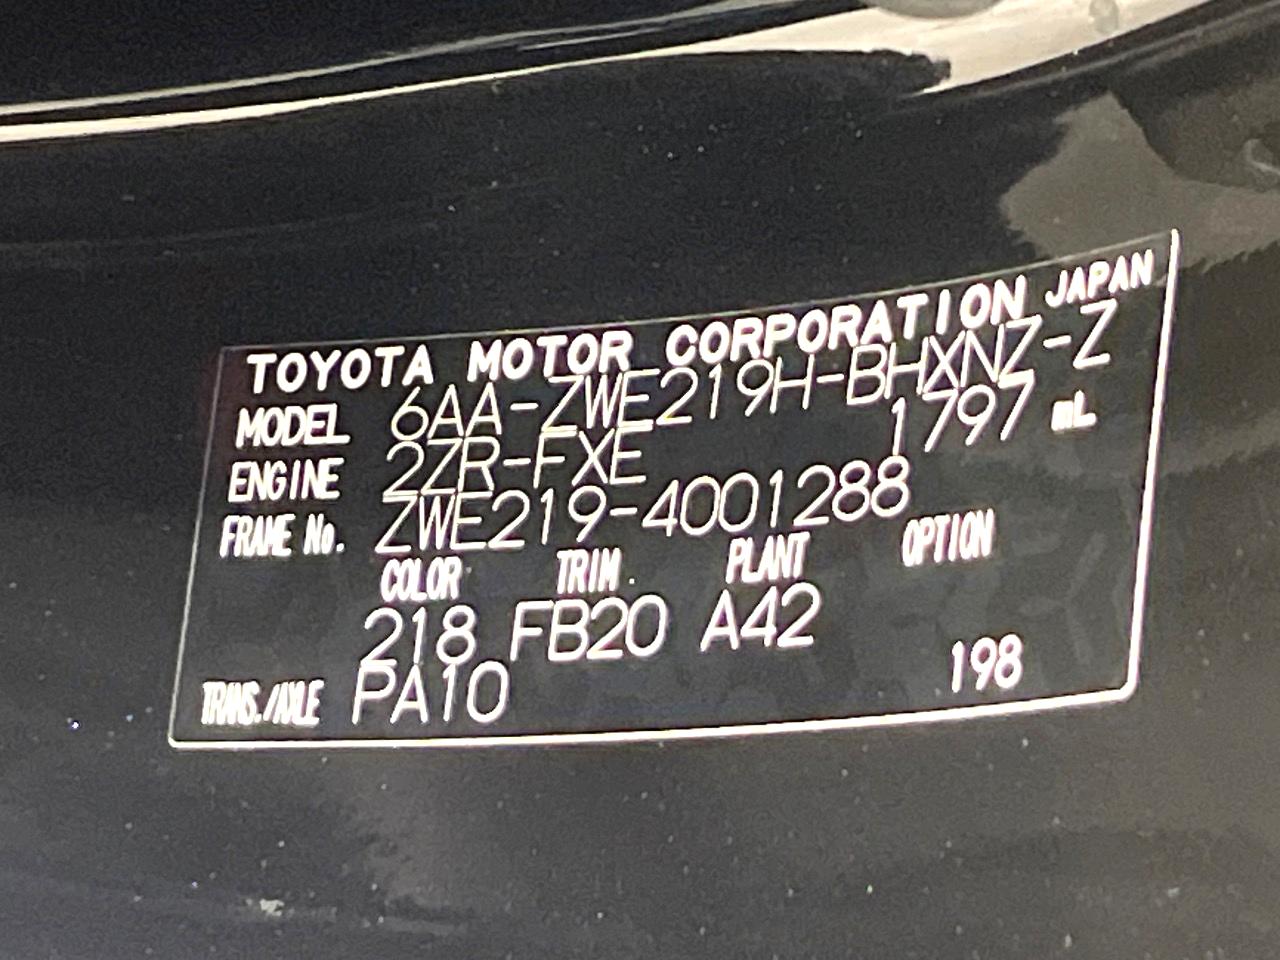 TOYOTA MOTOR CORPORATION JAPAN
MODEL 6AA-ZWE219H-BHXNZ-Z
ENGINE 2ZR-FXE 1797 mL
FRAME No. ZWE219-4001288
COLOR TRIM. PLANT OPTION
218 FB20 A42
TRANS./AXLE PA10 198